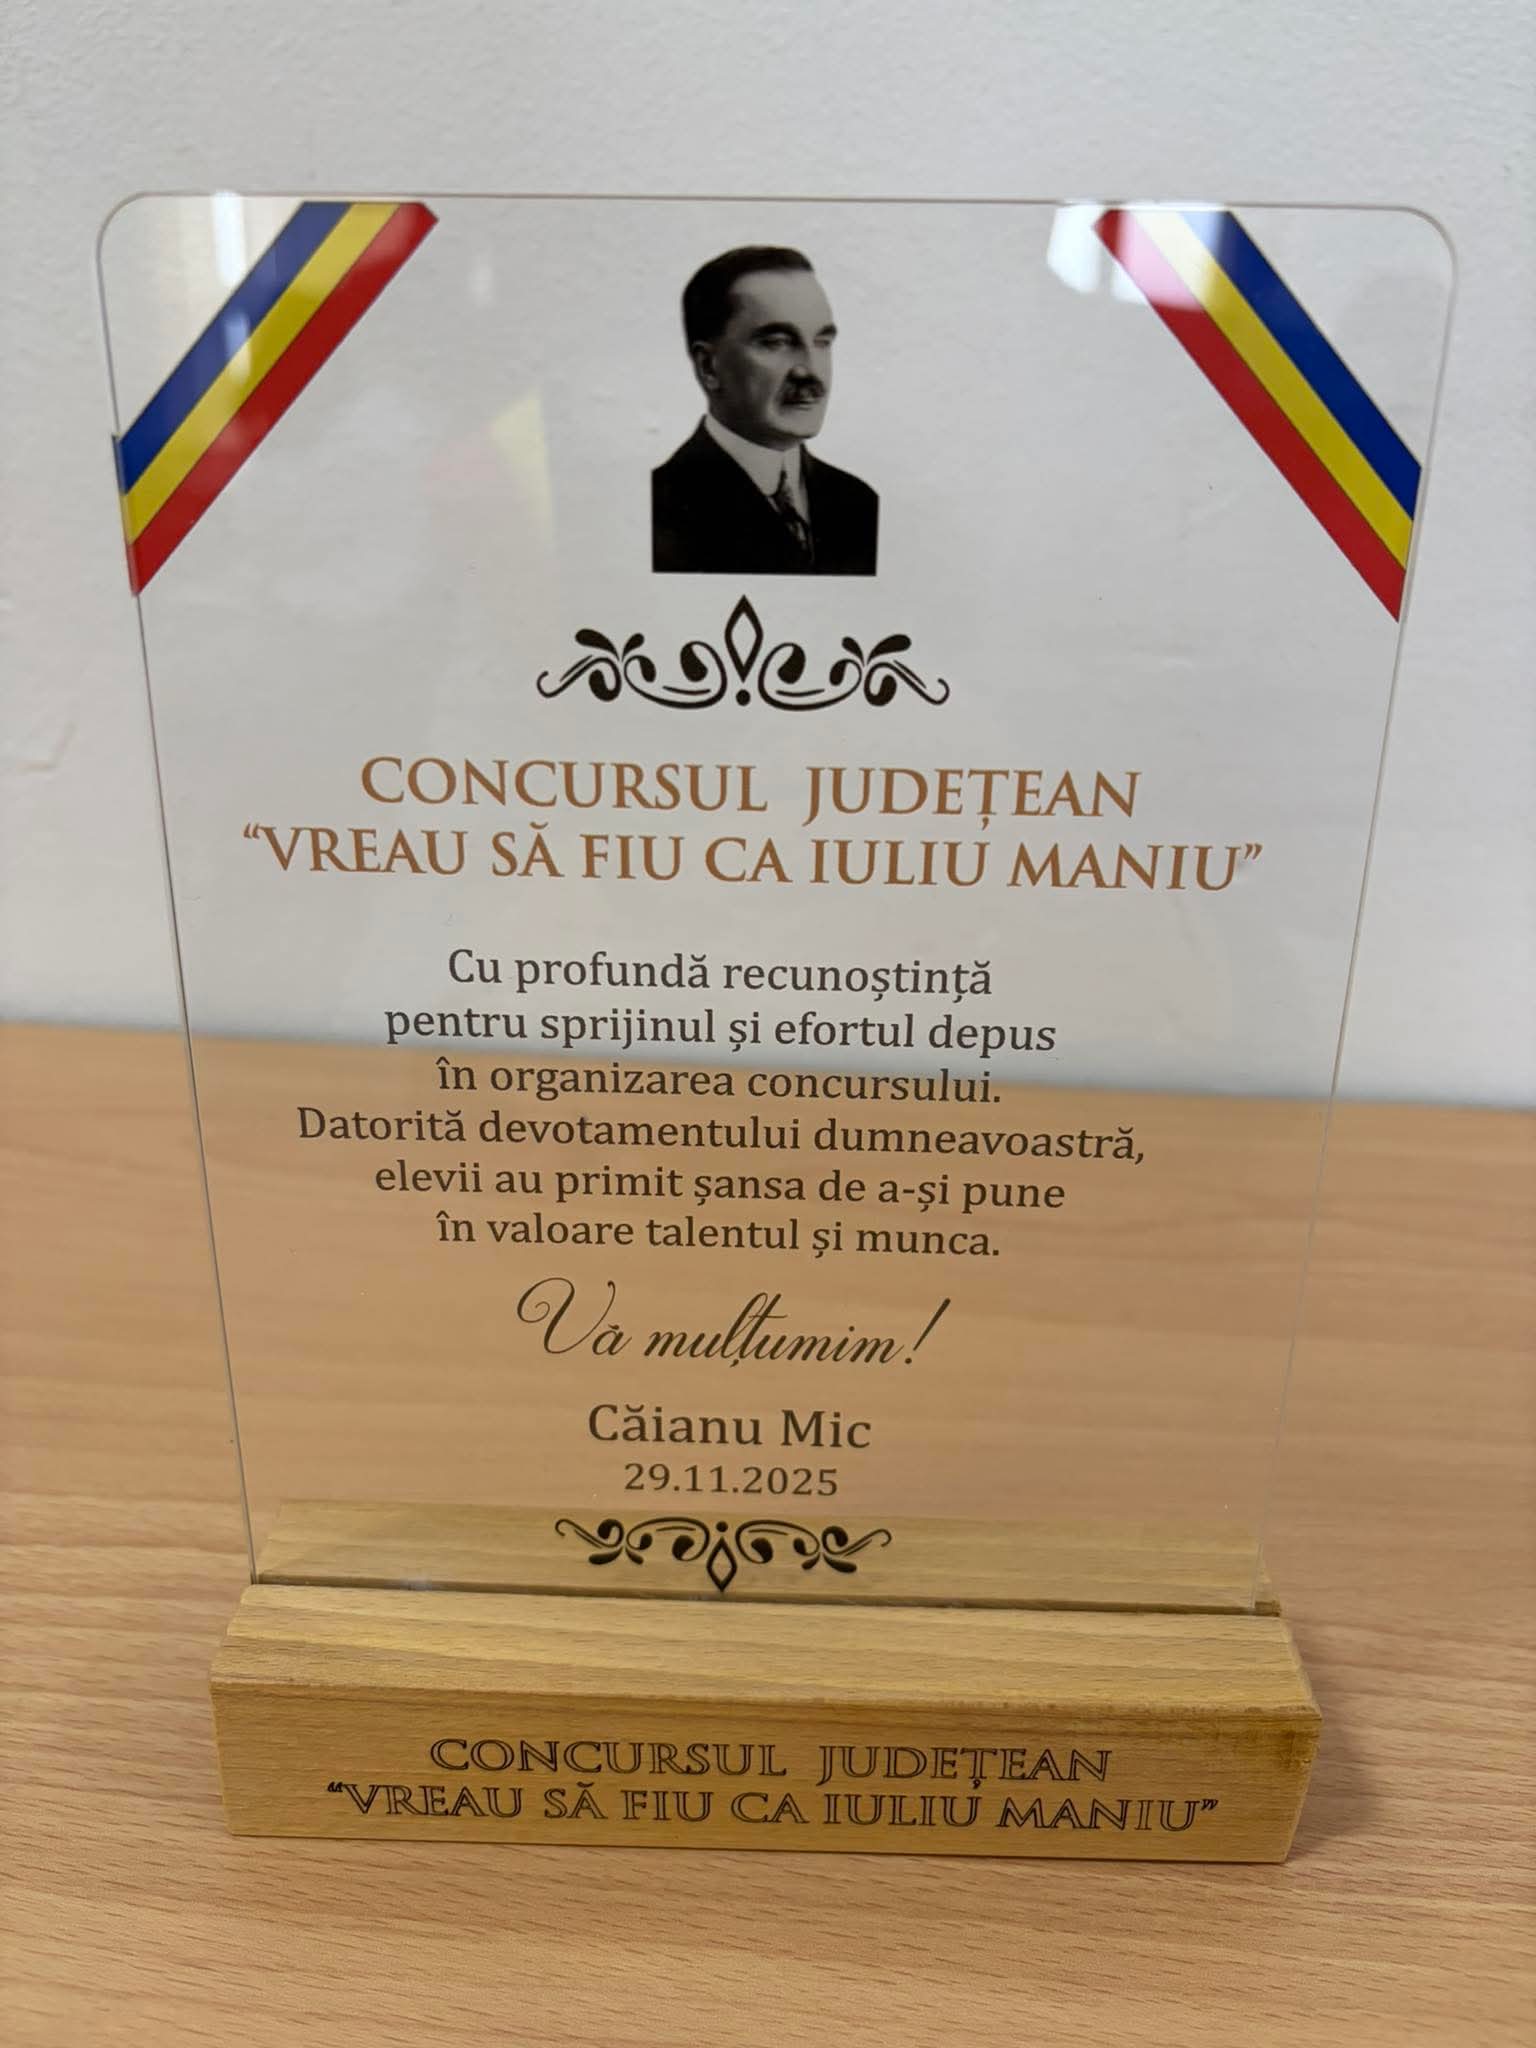 CONCURSUL JUDEȚEAN
“VREAU SĂ FIU CA IULIU MANIU”
Cu profundă recunoștință
pentru sprijinul și efortul depus
în organizarea concursului.
Datorită devotamentului dumneavoastră,
elevii au primit șansa de a-și pune
în valoare talentul și munca.
Vă mulțumim!
Căianu Mic
29.11.2025
CONCURSUL JUDEȚEAN
“VREAU SĂ FIU CA IULIU MANIU”